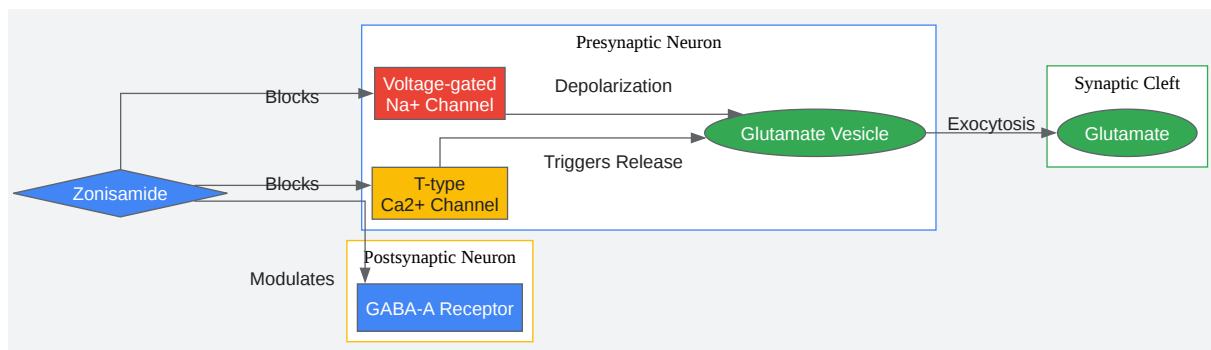 Presynaptic Neuron
Voltage-gated
Na+ Channel
Depolarization
Synaptic Cleft
Blocks
Glutamate Vesicle
Exocytosis
Glutamate
Triggers Release
Zonisamide
Blocks
T-type
Ca2+ Channel
Postsynaptic Neuron
Modulates
GABA-A Receptor